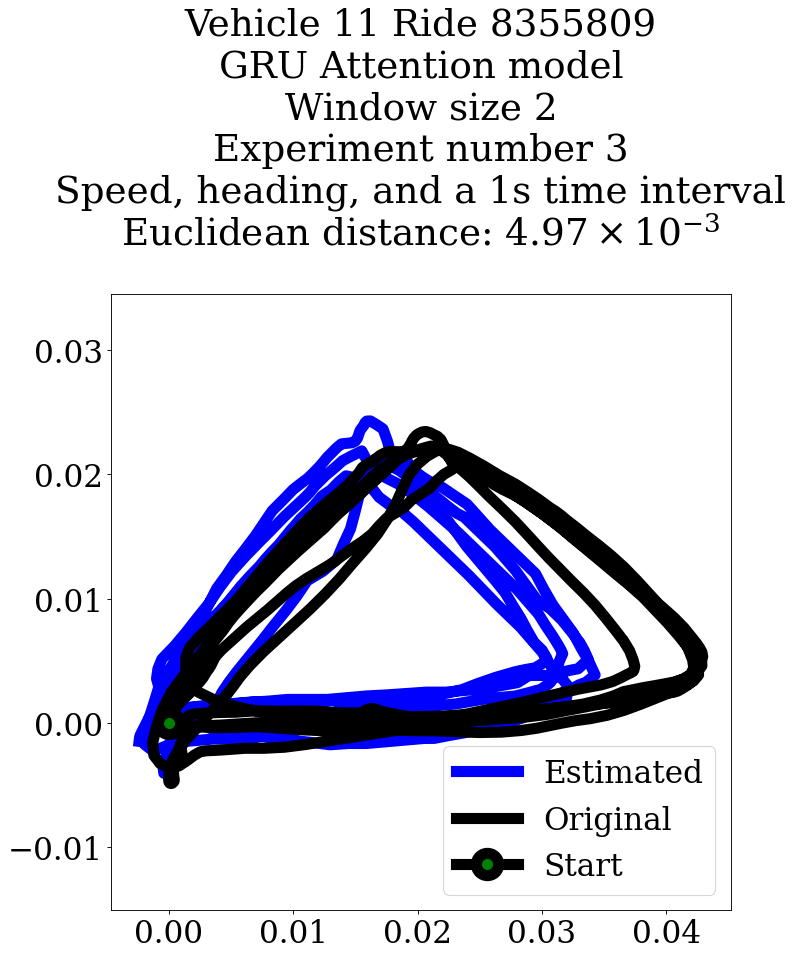 Vehicle 11 Ride 8355809
GRU Attention model
Window size 2
Experiment number 3
Speed, heading, and a 1s time interval
Euclidean distance: 4.97 × 10⁻³
0.03
0.02
0.01
0.00
−0.01
Estimated
Original
Start
0.00 0.01 0.02 0.03 0.04